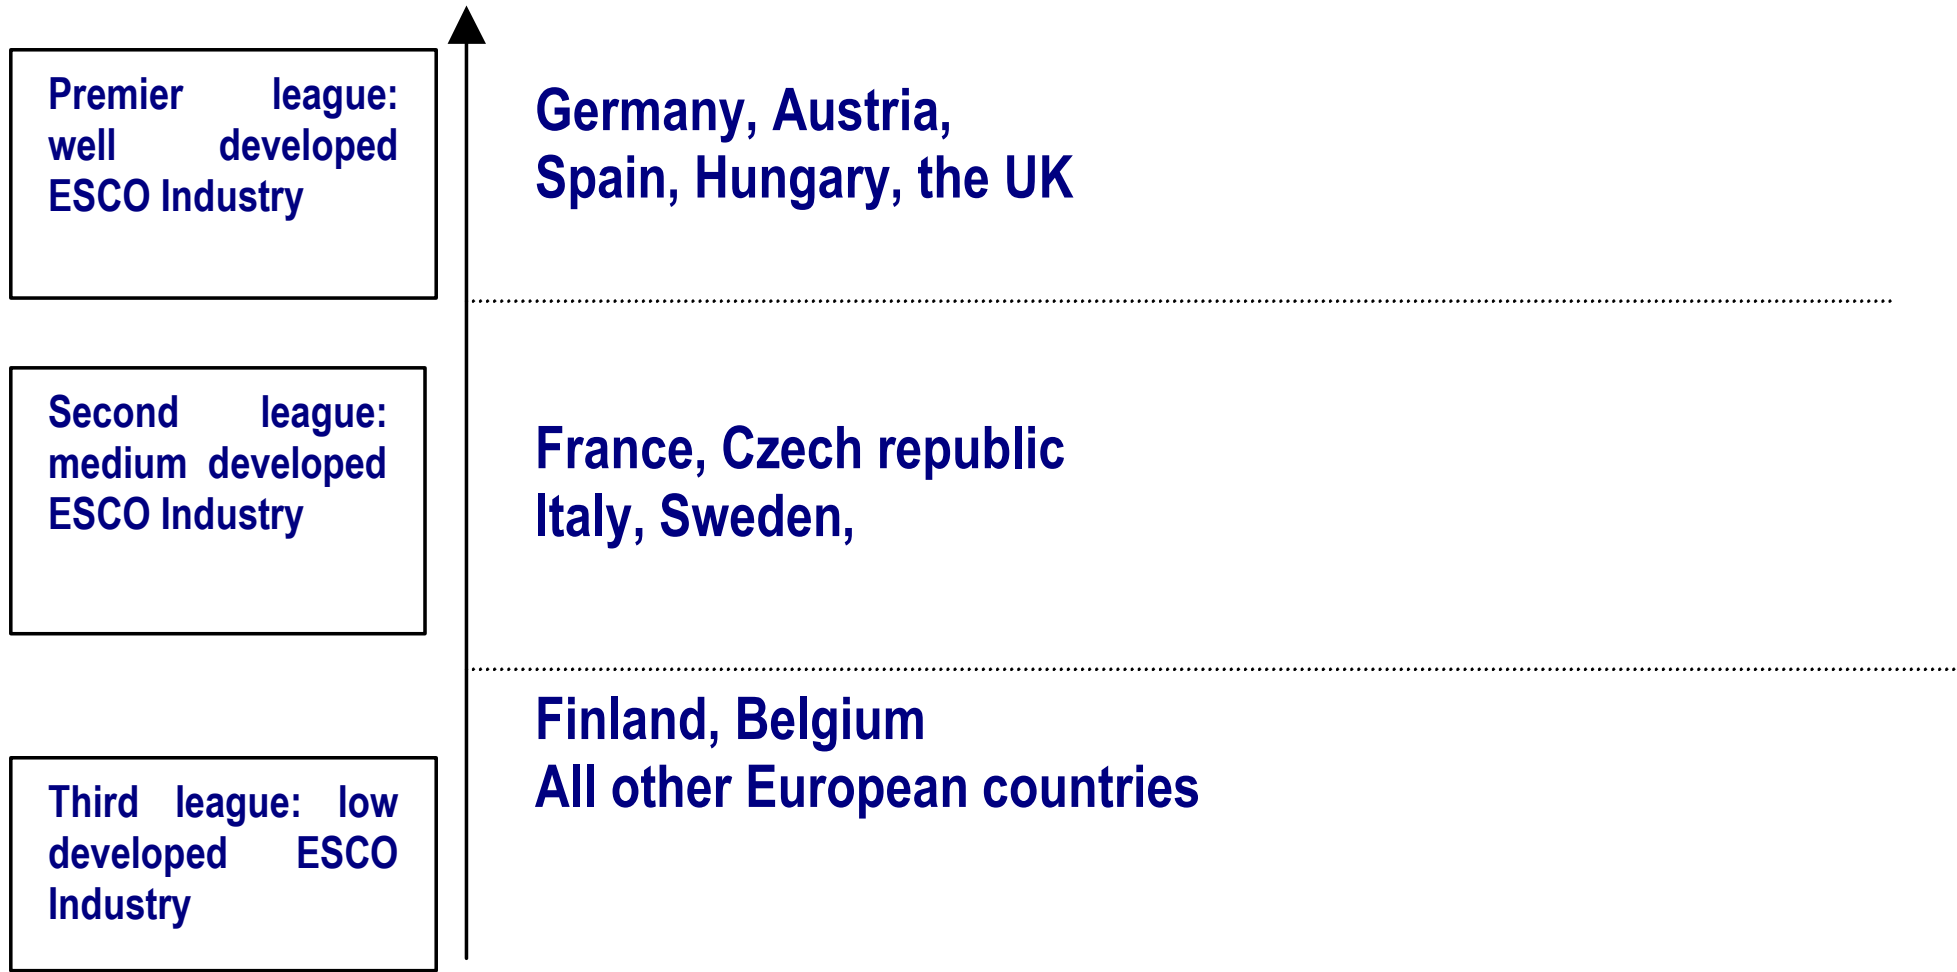 Premier league:
well developed
ESCO Industry
Germany, Austria,
Spain, Hungary, the UK
Second league:
medium developed
ESCO Industry
France, Czech republic
Italy, Sweden,
Finland, Belgium
All other European countries
Third league: low
developed ESCO
Industry